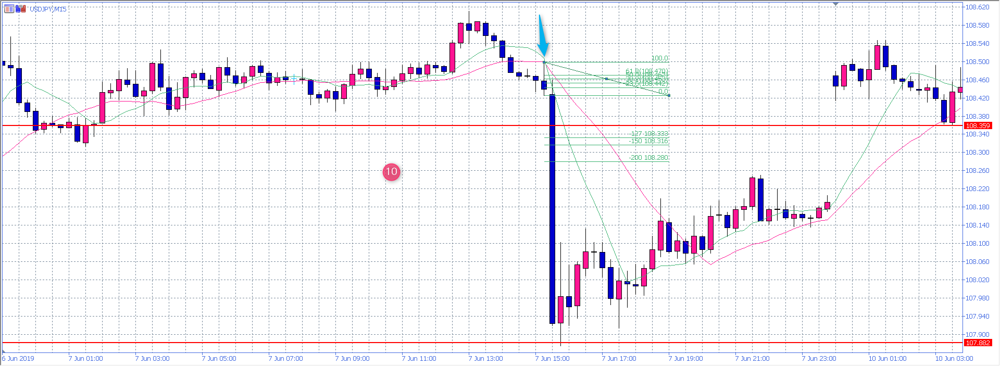 USDJPY,M15
108.620
108.580
108.540
108.500
108.460
108.420
108.380
108.359
108.340
108.300
108.260
108.220
108.180
108.140
108.100
108.060
108.020
107.980
107.940
107.900
107.882
100.0
61.8(108.470)
0.0
-127 108.333
-150 108.316
-200 108.280
10
6 Jun 2019
7 Jun 01:00
7 Jun 03:00
7 Jun 05:00
7 Jun 07:00
7 Jun 09:00
7 Jun 11:00
7 Jun 13:00
7 Jun 15:00
7 Jun 17:00
7 Jun 19:00
7 Jun 21:00
7 Jun 23:00
10 Jun 01:00
10 Jun 03:00